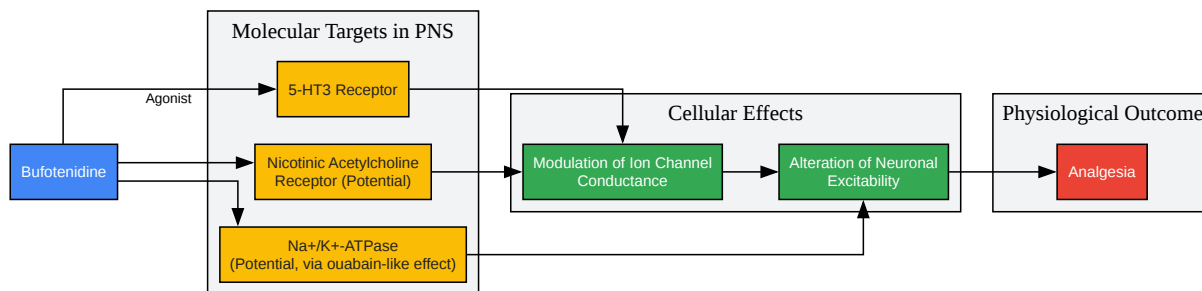 Molecular Targets in PNS
5-HT3 Receptor
Agonist
Bufotenidine
Nicotinic Acetylcholine
Receptor (Potential)
Na+/K+-ATPase
(Potential, via ouabain-like effect)
Cellular Effects
Modulation of Ion Channel
Conductance
Alteration of Neuronal
Excitability
Physiological Outcome
Analgesia